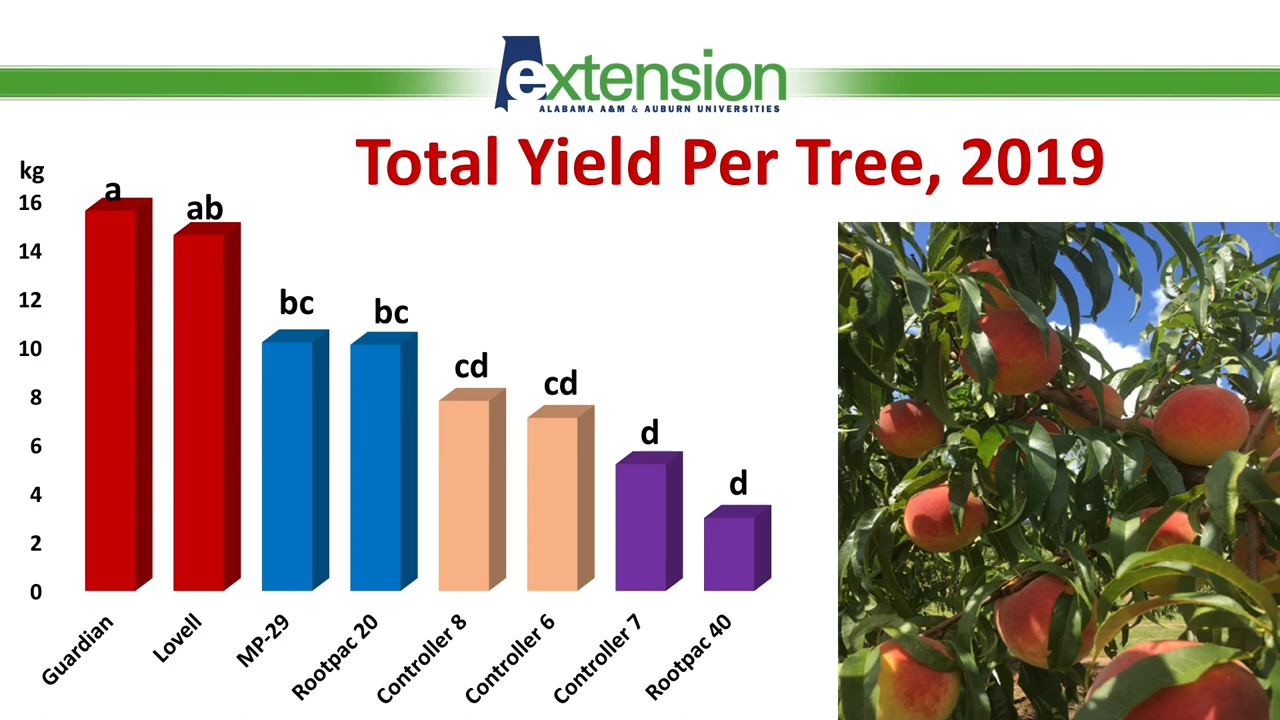 extension
ALABAMA A&M & AUBURN UNIVERSITIES
Total Yield Per Tree, 2019
kg
16
14
12
10
8
6
4
2
0
a
ab
bc
bc
cd
cd
d
d
Guardian
Lovell
MP-29
Rootpac 20
Controller 8
Controller 6
Controller 7
Rootpac 40